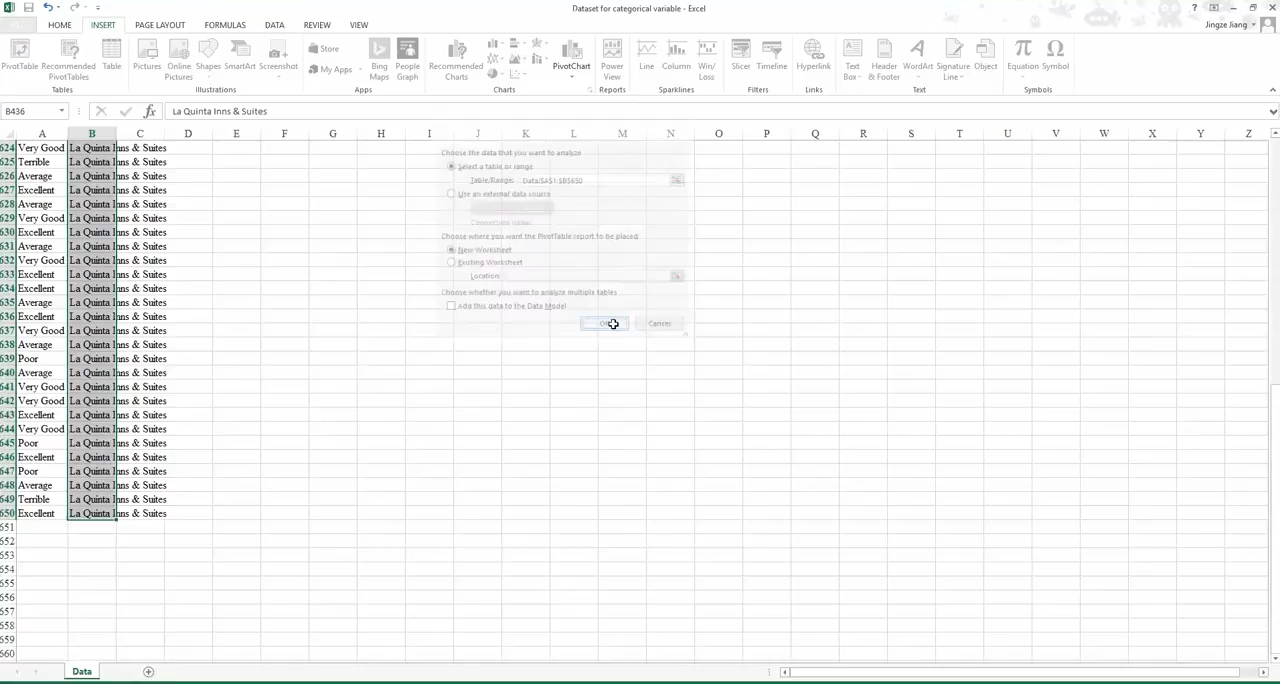 Dataset for categorical variable - Excel
HOME INSERT PAGE LAYOUT FORMULAS DATA REVIEW VIEW
Jingze Jiang
PivotTable Recommended PivotTables Table Pictures Online Pictures Shapes SmartArt Screenshot Store My Apps Bing Maps People Graph Recommended Charts PivotChart Power View Line Column Win/ Loss Slicer Timeline Hyperlink Text Box Header & Footer WordArt Signature Line Object Equation Symbol
Tables Illustrations Apps Charts Reports Sparklines Filters Links Text Symbols
B436 fx La Quinta Inns & Suites
A B C D E F G H I J K L M N O P Q R S T U V W X Y Z
624 Very Good La Quinta Inns & Suites
625 Terrible La Quinta Inns & Suites
626 Average La Quinta Inns & Suites
627 Excellent La Quinta Inns & Suites
628 Average La Quinta Inns & Suites
629 Very Good La Quinta Inns & Suites
630 Excellent La Quinta Inns & Suites
631 Average La Quinta Inns & Suites
632 Very Good La Quinta Inns & Suites
633 Excellent La Quinta Inns & Suites
634 Excellent La Quinta Inns & Suites
635 Average La Quinta Inns & Suites
636 Excellent La Quinta Inns & Suites
637 Very Good La Quinta Inns & Suites
638 Average La Quinta Inns & Suites
639 Poor La Quinta Inns & Suites
640 Average La Quinta Inns & Suites
641 Very Good La Quinta Inns & Suites
642 Very Good La Quinta Inns & Suites
643 Excellent La Quinta Inns & Suites
644 Very Good La Quinta Inns & Suites
645 Poor La Quinta Inns & Suites
646 Excellent La Quinta Inns & Suites
647 Poor La Quinta Inns & Suites
648 Average La Quinta Inns & Suites
649 Terrible La Quinta Inns & Suites
650 Excellent La Quinta Inns & Suites
651
652
653
654
655
656
657
658
659
660
Choose the data that you want to analyze
Select a table or range
Table/Range: Data!$A$1:$B$650
Use an external data source
Choose where you want the PivotTable report to be placed
New Worksheet
Existing Worksheet
Location:
Choose whether you want to analyze multiple tables
Add this data to the Data Model
Cancel
Data